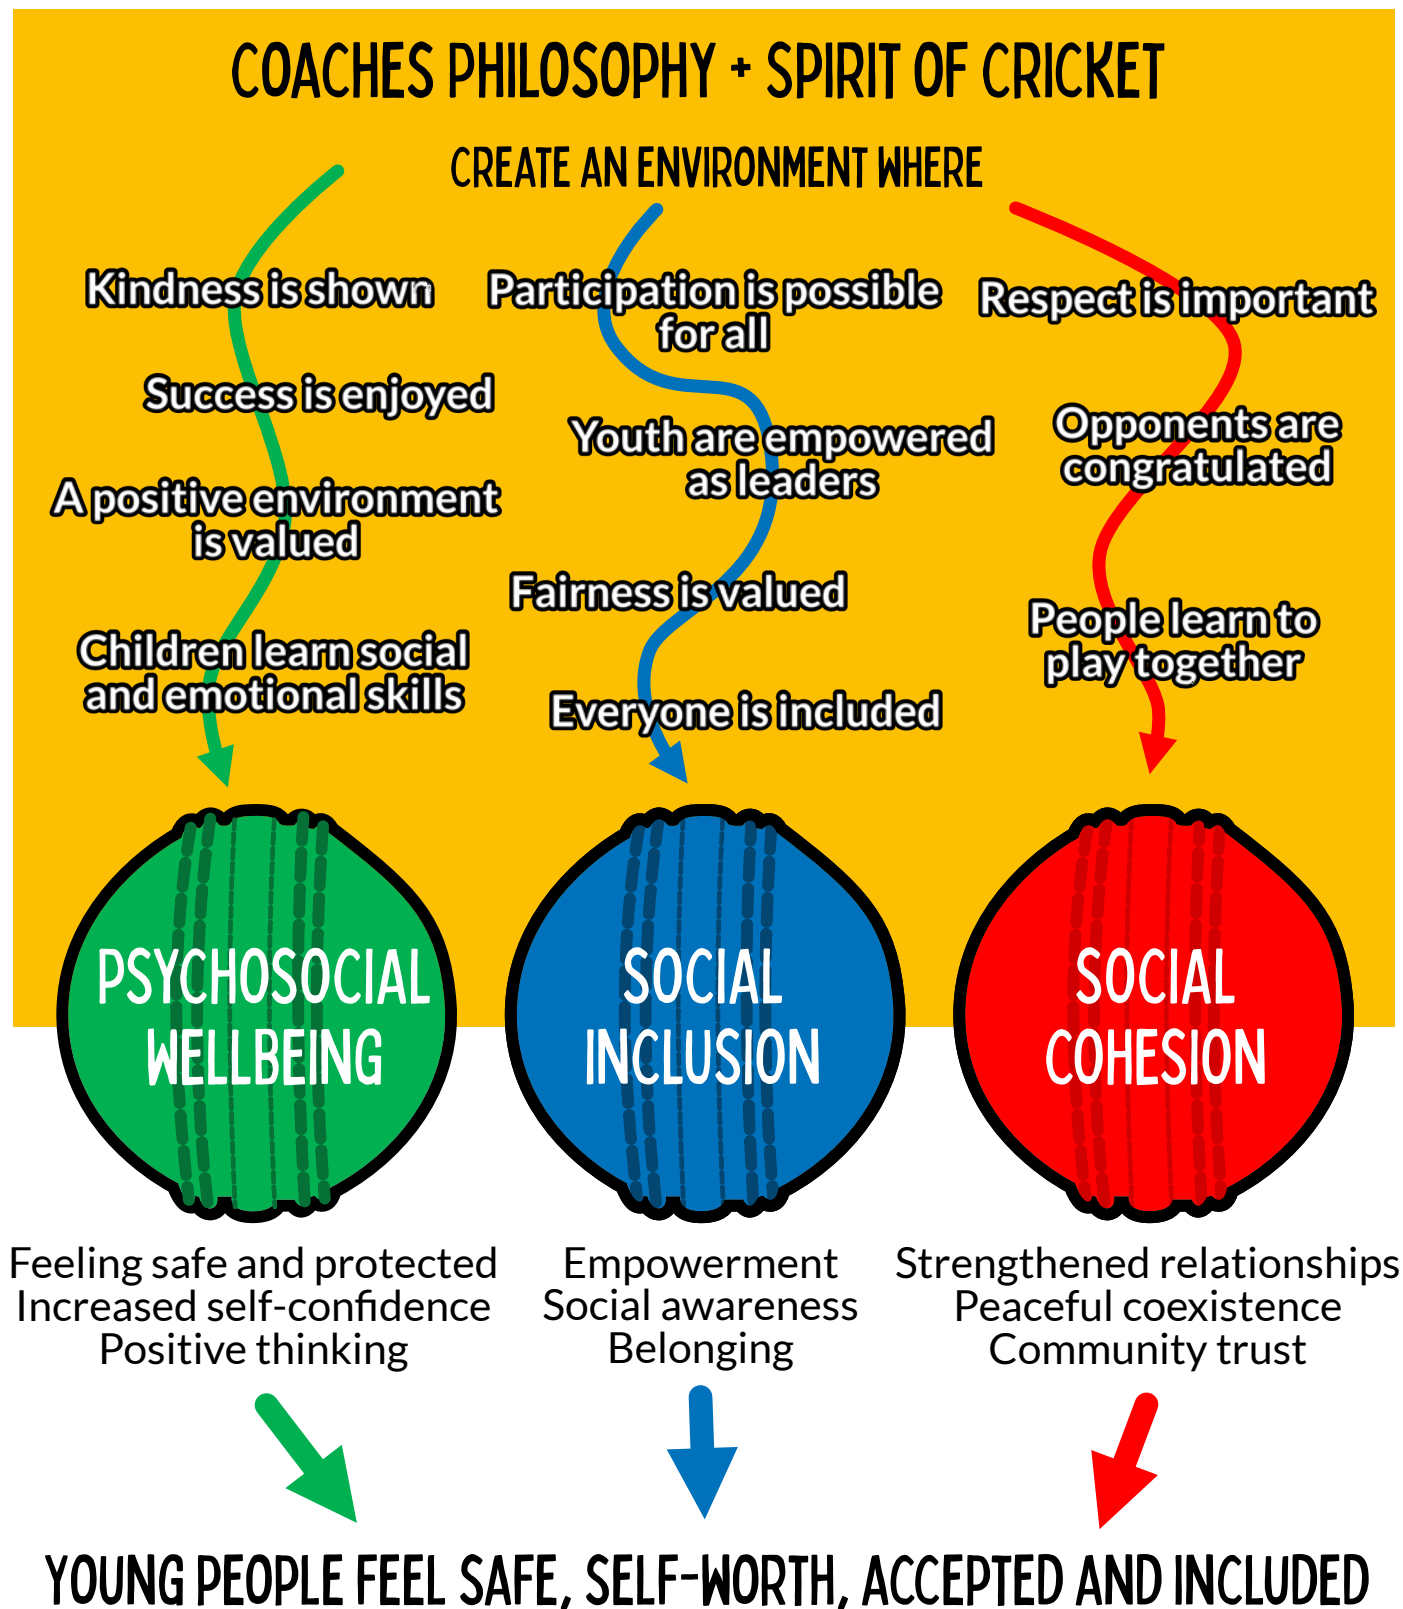 COACHES PHILOSOPHY + SPIRIT OF CRICKET
CREATE AN ENVIRONMENT WHERE
Kindness is shown
Success is enjoyed
A positive environment
is valued
Children learn social
and emotional skills
Participation is possible
for all
Youth are empowered
as leaders
Fairness is valued
Everyone is included
Respect is important
Opponents are
congratulated
People learn to
play together
PSYCHOSOCIAL
WELLBEING
SOCIAL
INCLUSION
SOCIAL
COHESION
Feeling safe and protected
Increased self-confidence
Positive thinking
Empowerment
Social awareness
Belonging
Strengthened relationships
Peaceful coexistence
Community trust
YOUNG PEOPLE FEEL SAFE, SELF-WORTH, ACCEPTED AND INCLUDED